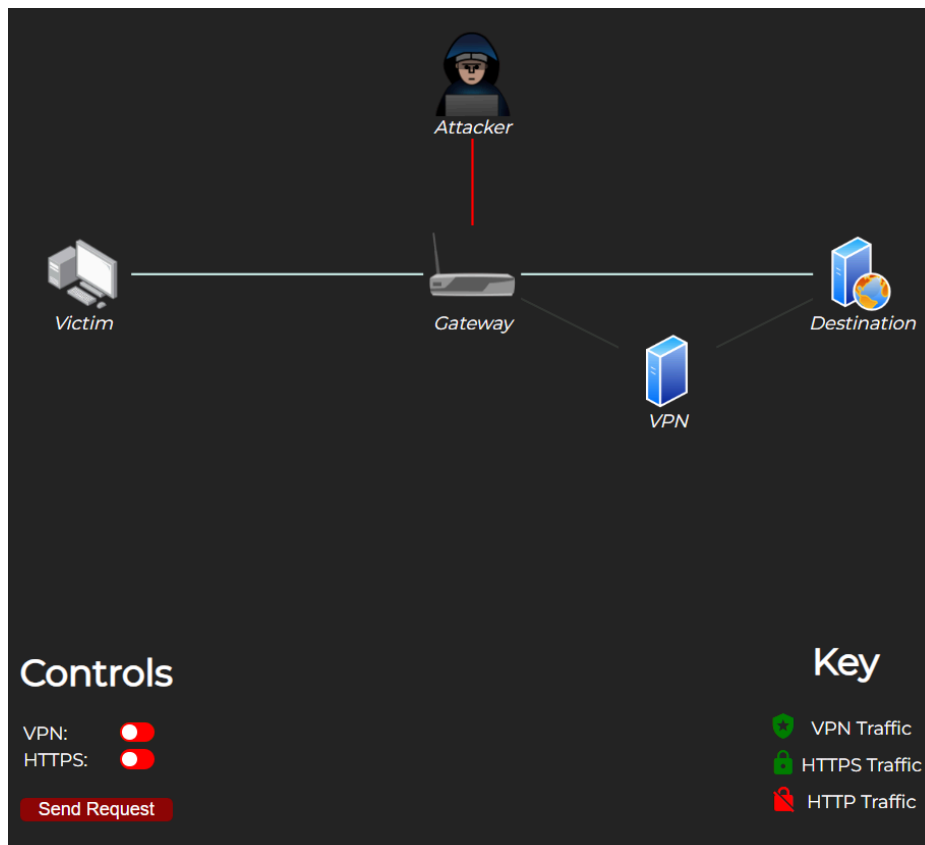 Attacker
Victim
Gateway
Destination
VPN
Controls
VPN:
HTTPS:
Send Request
Key
VPN Traffic
HTTPS Traffic
HTTP Traffic